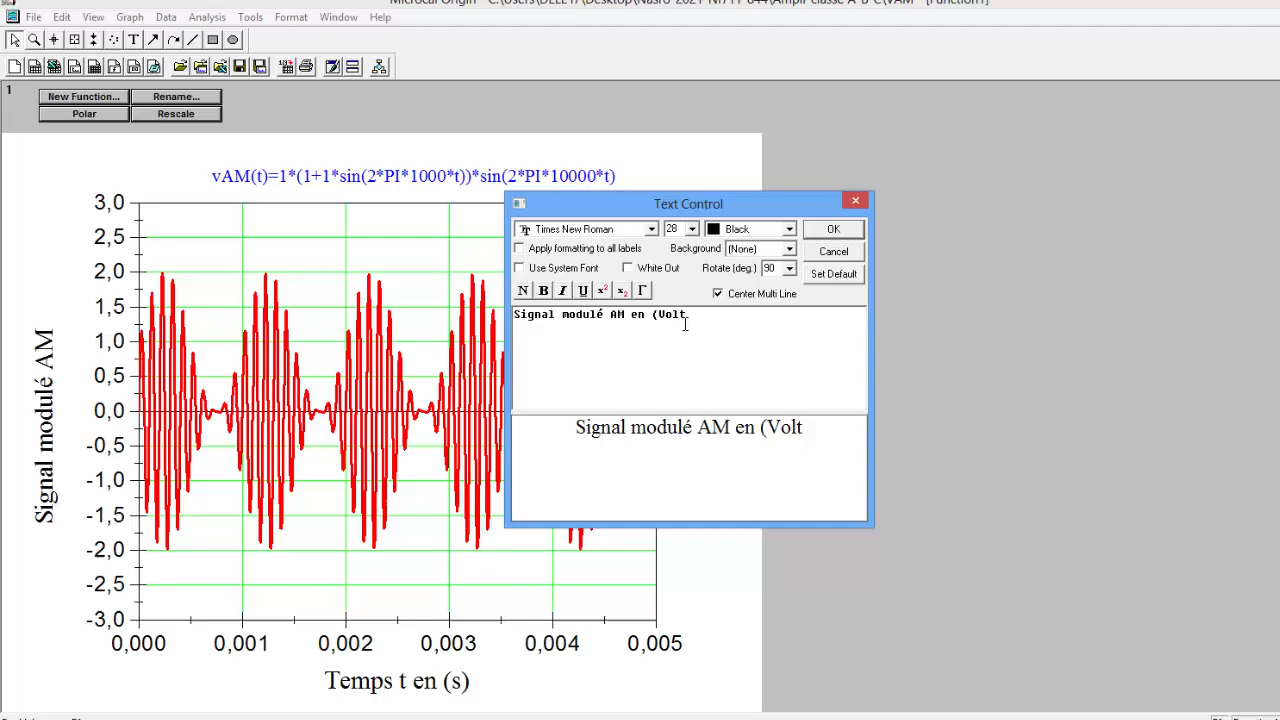 File Edit View Graph Data Analysis Tools Format Window Help
1
New Function... Rename...
Polar Rescale
vAM(t)=1*(1+1*sin(2*PI*1000*t))*sin(2*PI*10000*t)
3,0
2,5
2,0
1,5
1,0
0,5
0,0
-0,5
-1,0
-1,5
-2,0
-2,5
-3,0
Signal modulé AM
0,000 0,001 0,002 0,003 0,004 0,005
Temps t en (s)
Text Control
Times New Roman 28 Black OK
Apply formatting to all labels Background (None) Cancel
Use System Font White Out Rotate (deg.) 90 Set Default
N B I U x² x₂ Γ Center Multi Line
Signal modulé AM en (Volt
Signal modulé AM en (Volt